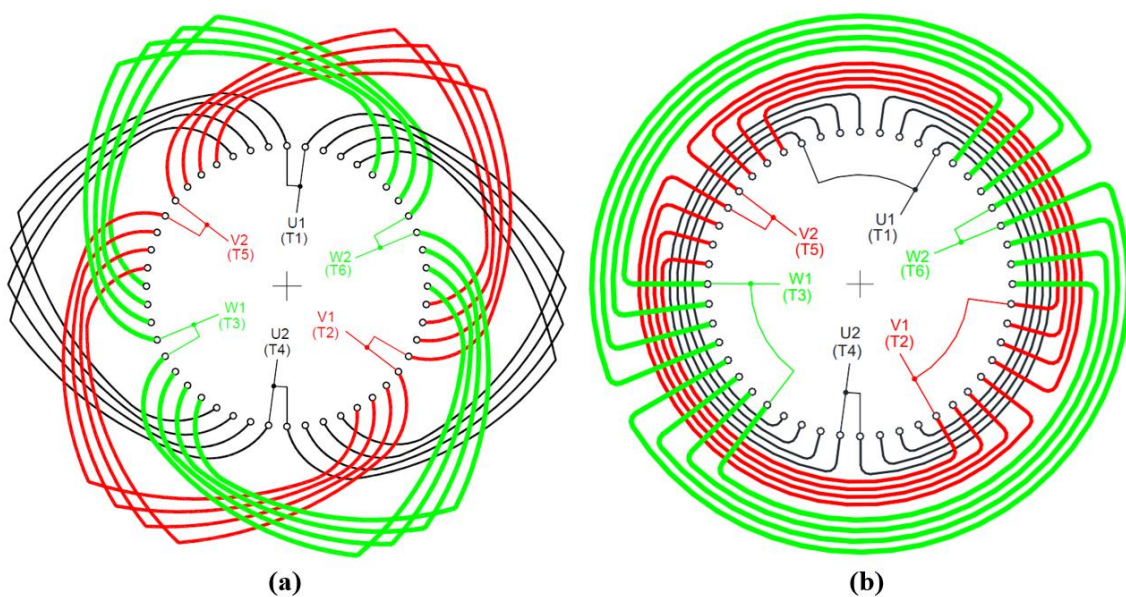 U1
(T1)
V2
(T5)
W2
(T6)
W1
(T3)
V1
(T2)
U2
(T4)
(a)
U1
(T1)
V2
(T5)
W2
(T6)
W1
(T3)
V1
(T2)
U2
(T4)
(b)